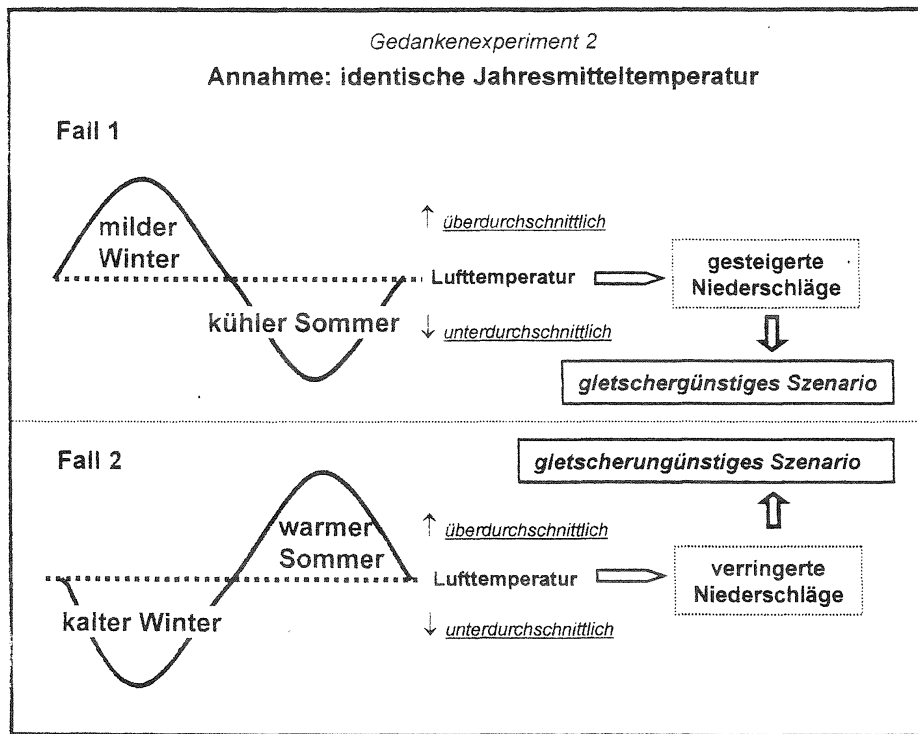 Gedankenexperiment 2
Annahme: identische Jahresmitteltemperatur
Fall 1
milder
Winter
kühler Sommer
↑ überdurchschnittlich
Lufttemperatur
↓ unterdurchschnittlich
gesteigerte
Niederschläge
gletschergünstiges Szenario
Fall 2
gletscherungünstiges Szenario
warmer
Sommer
kalter Winter
↑ überdurchschnittlich
Lufttemperatur
↓ unterdurchschnittlich
verringerte
Niederschläge